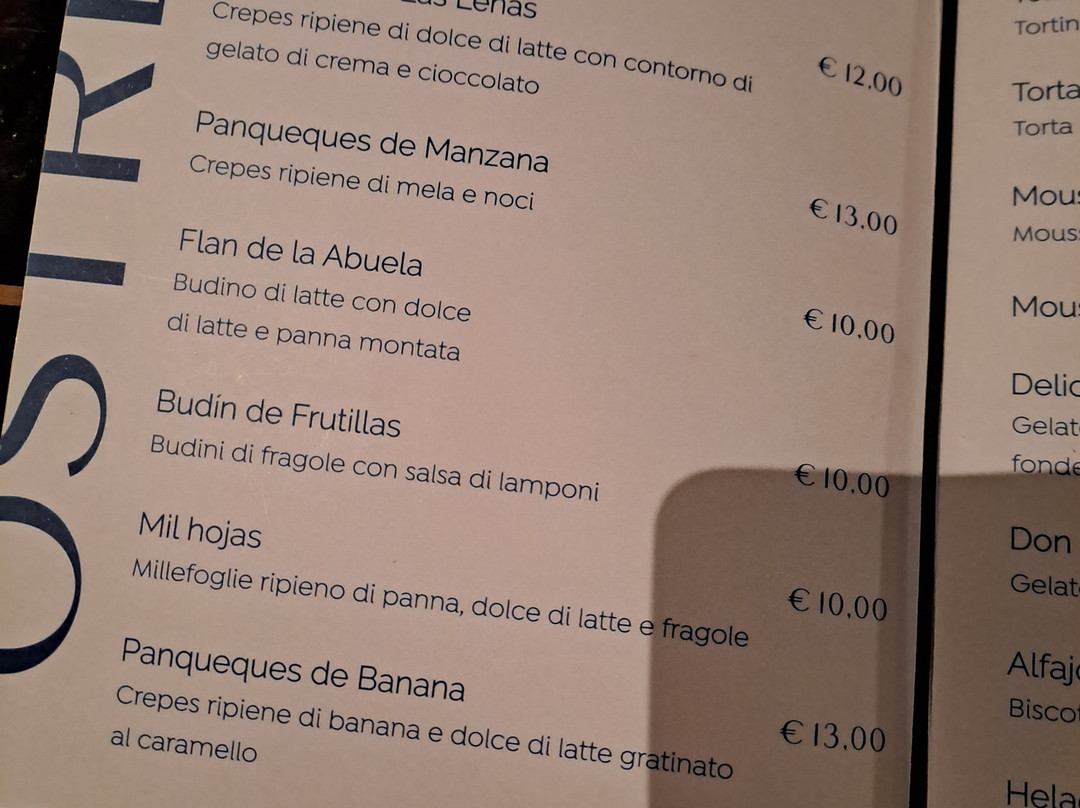 Las Leñas
Crepes ripiene di dolce di latte con contorno di
gelato di crema e cioccolato
€ 12,00
Panqueques de Manzana
Crepes ripiene di mela e noci
€ 13,00
Flan de la Abuela
Budino di latte con dolce
di latte e panna montata
€ 10,00
Budín de Frutillas
Budini di fragole con salsa di lamponi
€ 10,00
Mil hojas
Millefoglie ripieno di panna, dolce di latte e fragole
€ 10,00
Panqueques de Banana
Crepes ripiene di banana e dolce di latte gratinato
al caramello
€ 13,00
Torta
Torta
Don